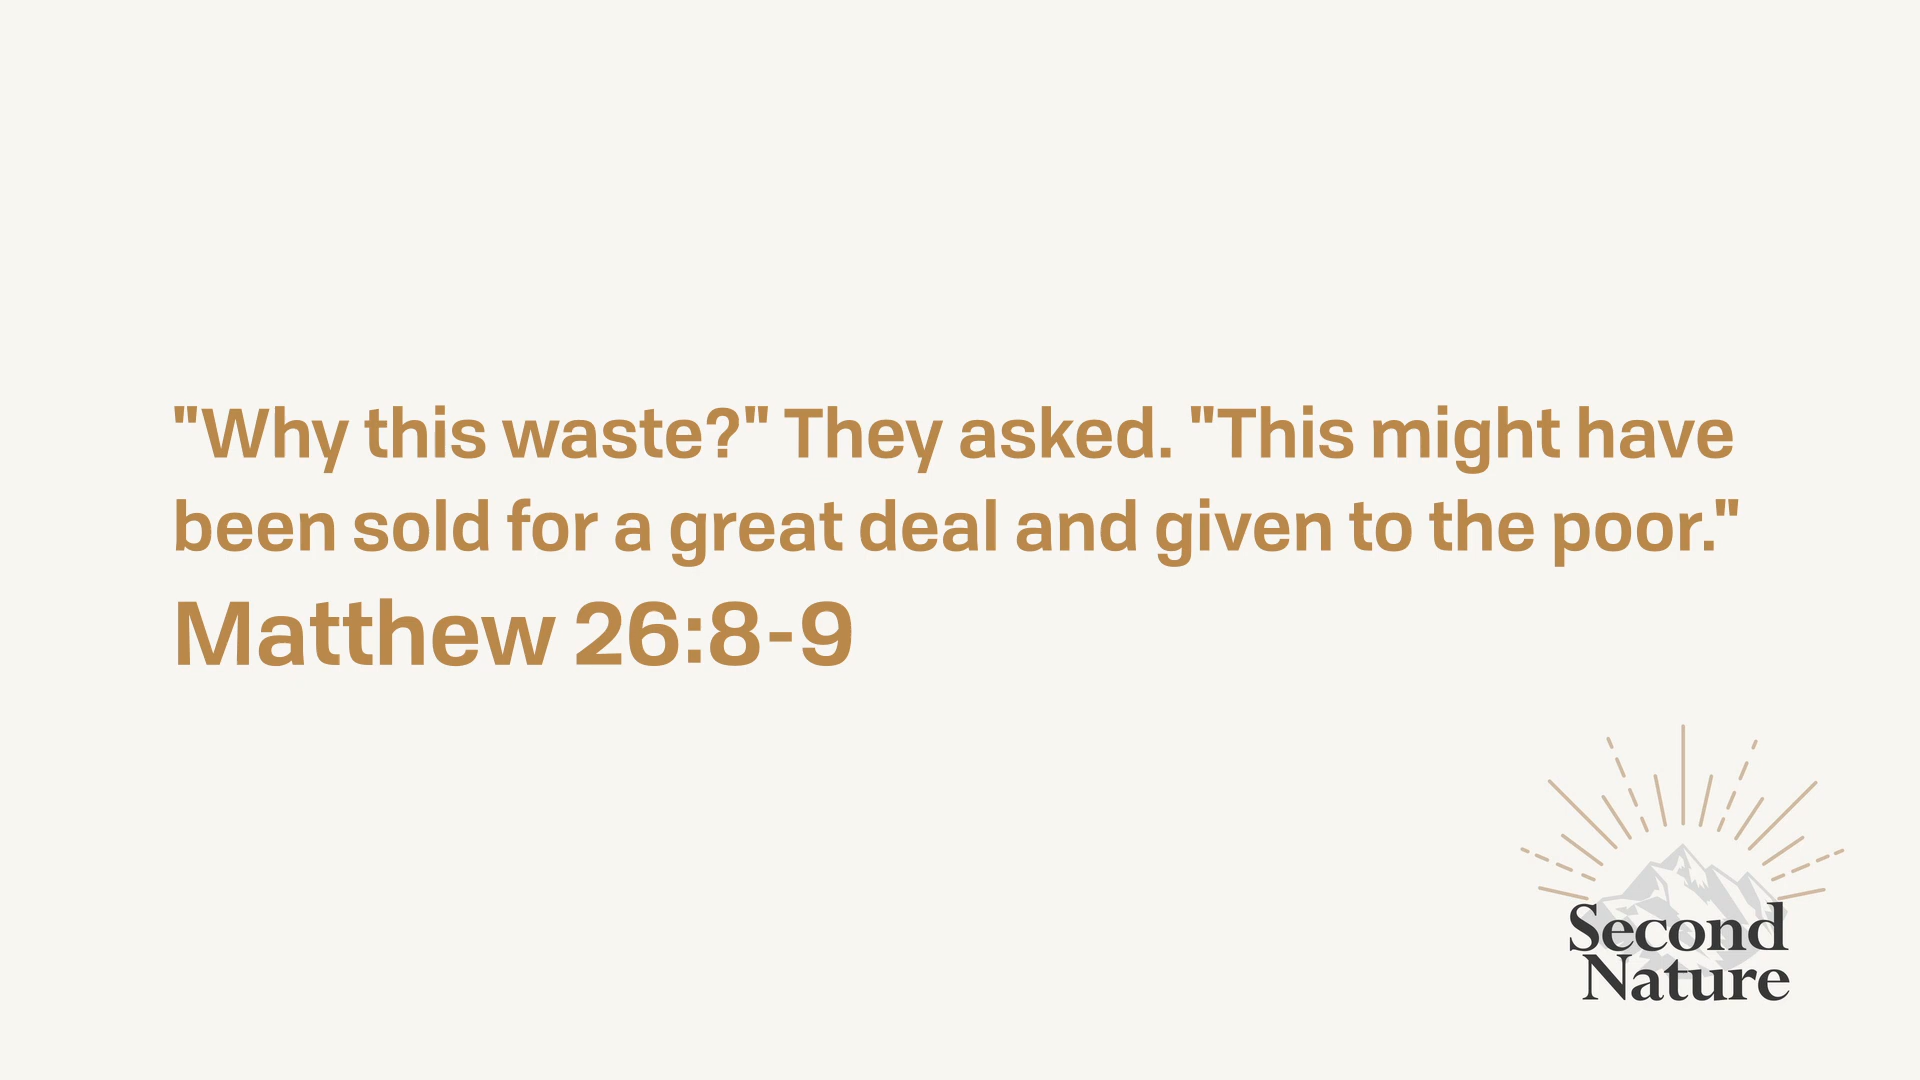 "Why this waste?" They asked. "This might have
been sold for a great deal and given to the poor."
Matthew 26:8-9
Second
Nature